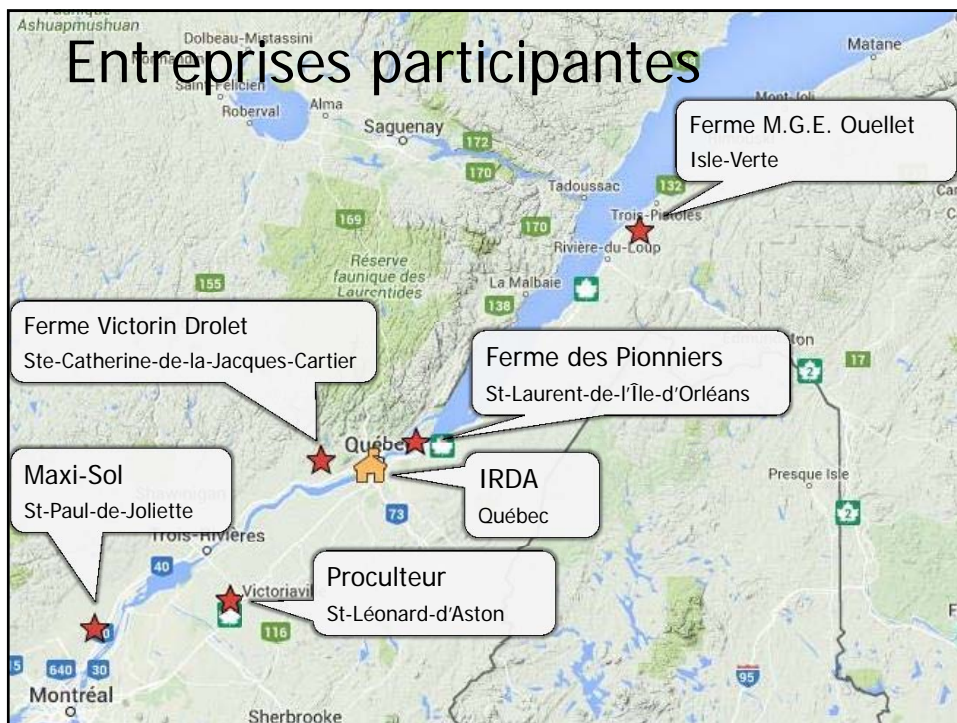 Entreprises participantes
Ashuapmushuan
Dolbeau-Mistassini
Normandin
Saint-Félicien
Roberval
Alma
Saguenay
172
170
169
170
155
138
132
Matane
Mont-Joli
Tadoussac
Trois-Pistoles
Rivière-du-Loup
La Malbaie
Réserve
faunique des
Laurentides
Ferme M.G.E. Ouellet
Isle-Verte
Ferme Victorin Drolet
Ste-Catherine-de-la-Jacques-Cartier
Ferme des Pionniers
St-Laurent-de-l'Île-d'Orléans
Edmundston
17
2
Québec
Maxi-Sol
St-Paul-de-Joliette
IRDA
Québec
Presque Isle
2
Shawinigan
Trois-Rivières
73
40
Victoriaville
Proculteur
St-Léonard-d'Aston
116
15
640
30
Montréal
Sherbrooke
95